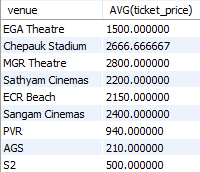 venue AVG(ticket_price)
EGA Theatre 1500.000000
Chepauk Stadium 2666.666667
MGR Theatre 2800.000000
Sathyam Cinemas 2200.000000
ECR Beach 2150.000000
Sangam Cinemas 2400.000000
PVR 940.000000
AGS 210.000000
S2 500.000000